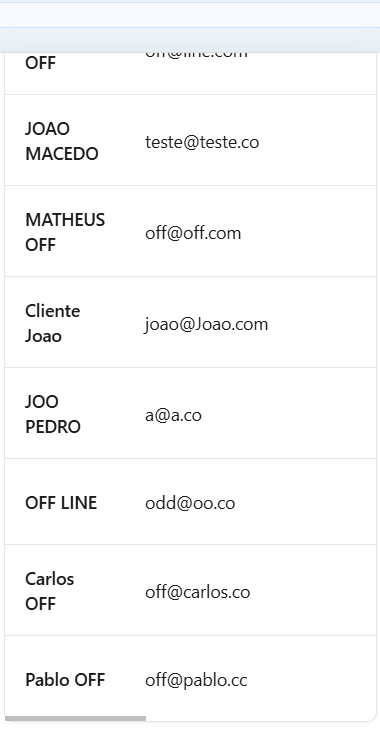 OFF
JOAO
MACEDO
teste@teste.co
MATHEUS
OFF
off@off.com
Cliente
Joao
joao@Joao.com
JOO
PEDRO
a@a.co
OFF LINE
odd@oo.co
Carlos
OFF
off@carlos.co
Pablo OFF
off@pablo.cc